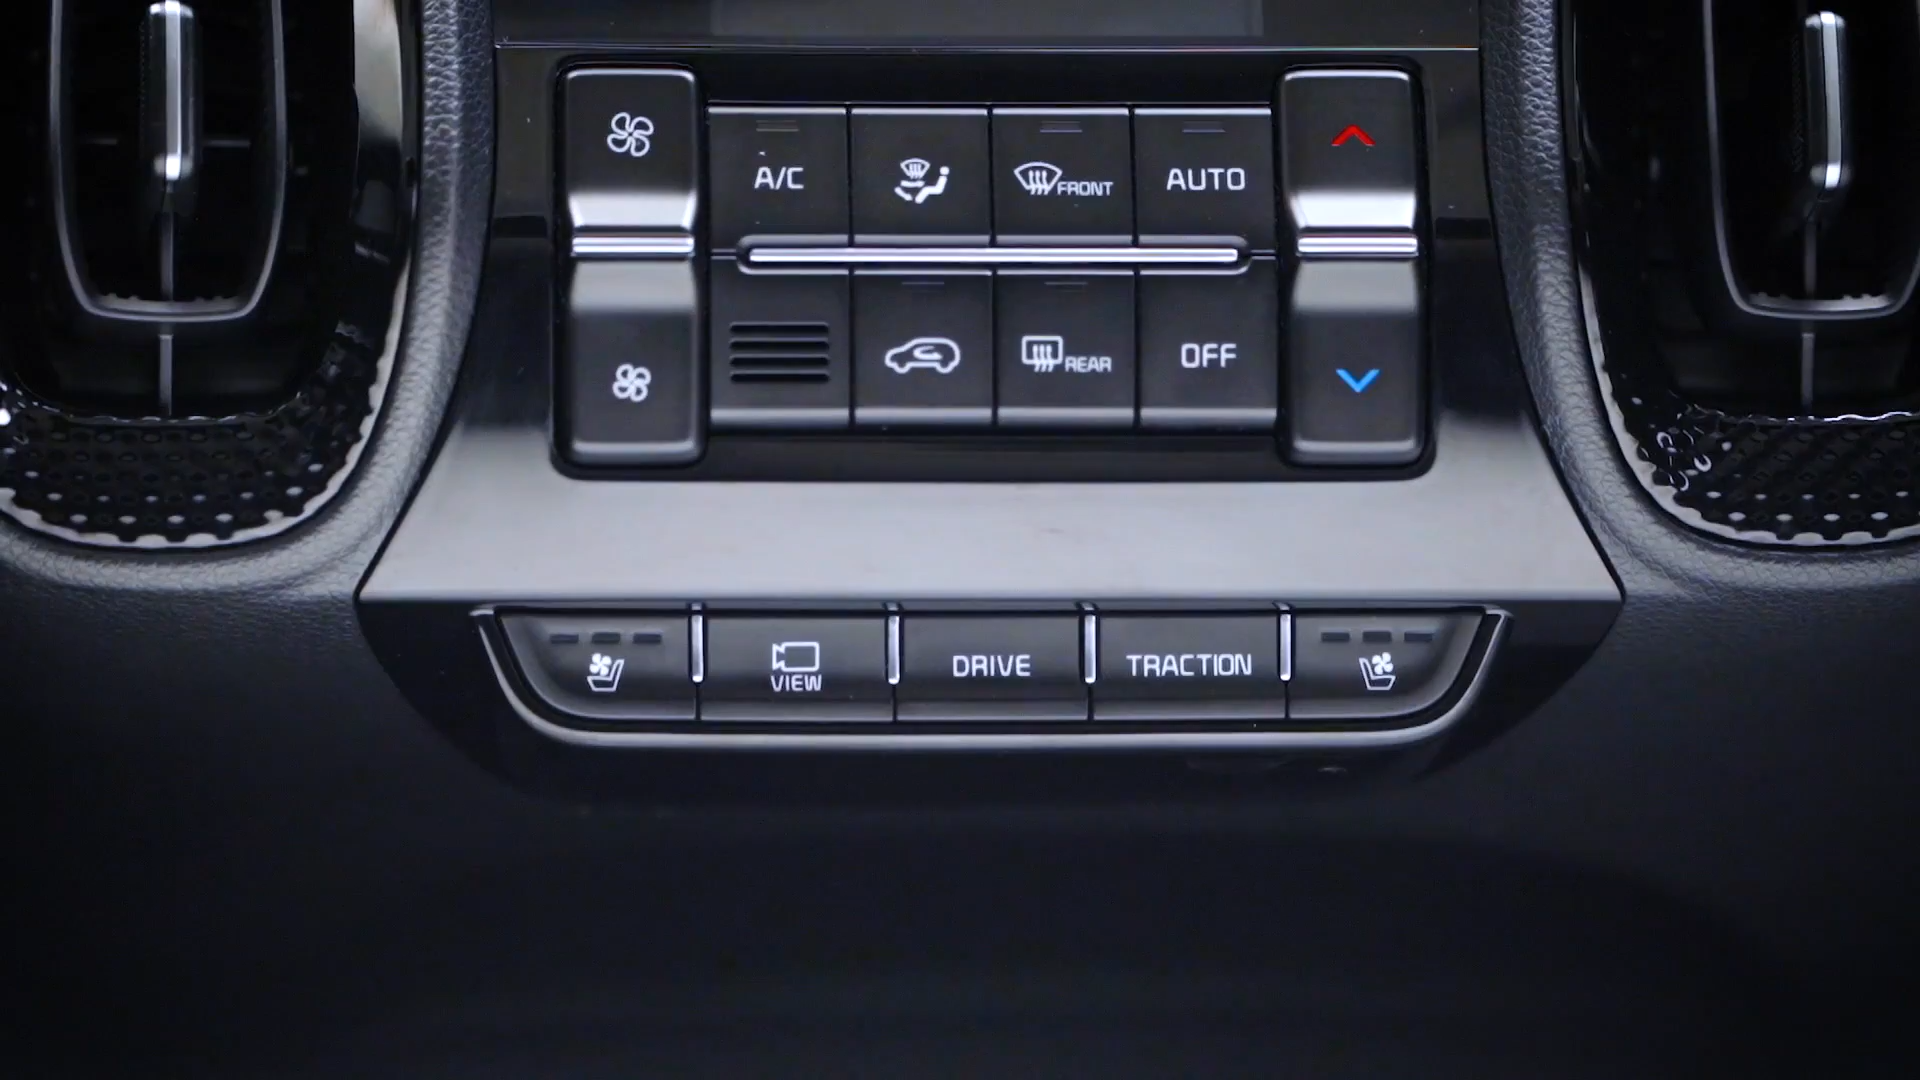 A/C
FRONT
AUTO
REAR
OFF
VIEW
DRIVE
TRACTION